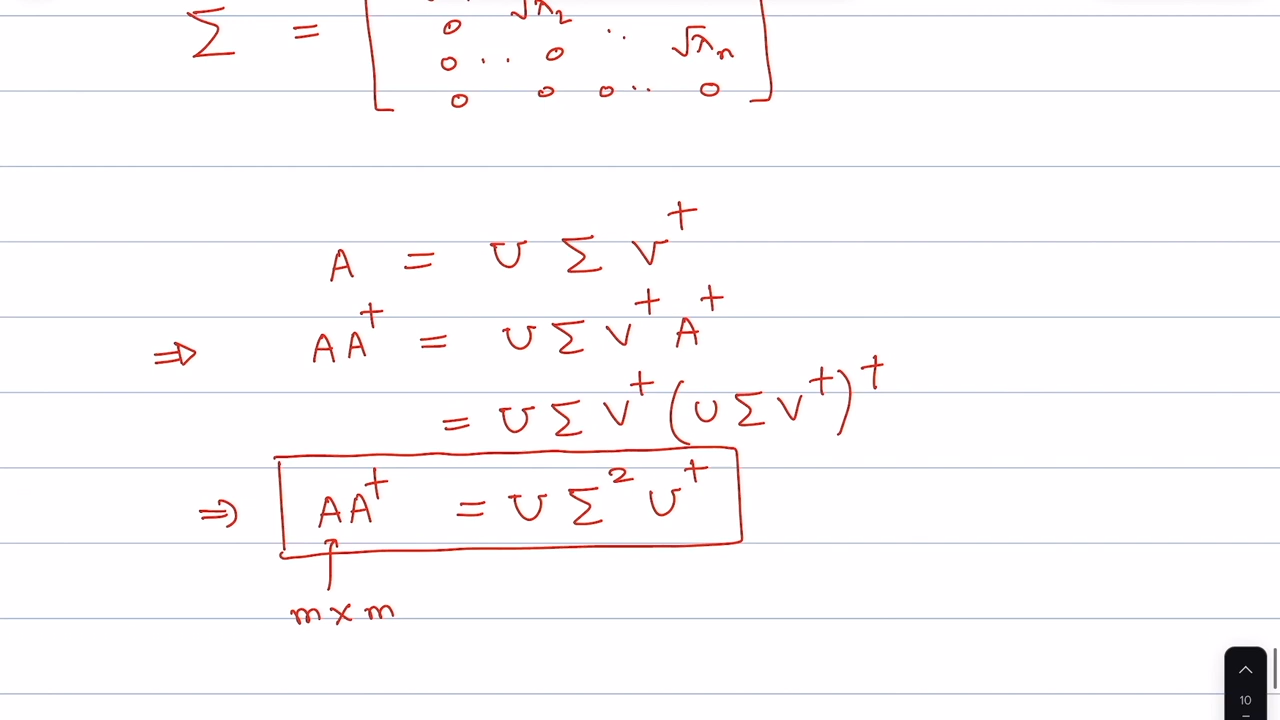 √λ₂
Σ = [ 0 ·· √λₙ
0 ·· 0
0 0 0 ·· 0 ]
A = U Σ V†
⇒ AA† = U Σ V† A†
= U Σ V† (U Σ V†)†
⇒ AA† = U Σ² U†
m × m
10